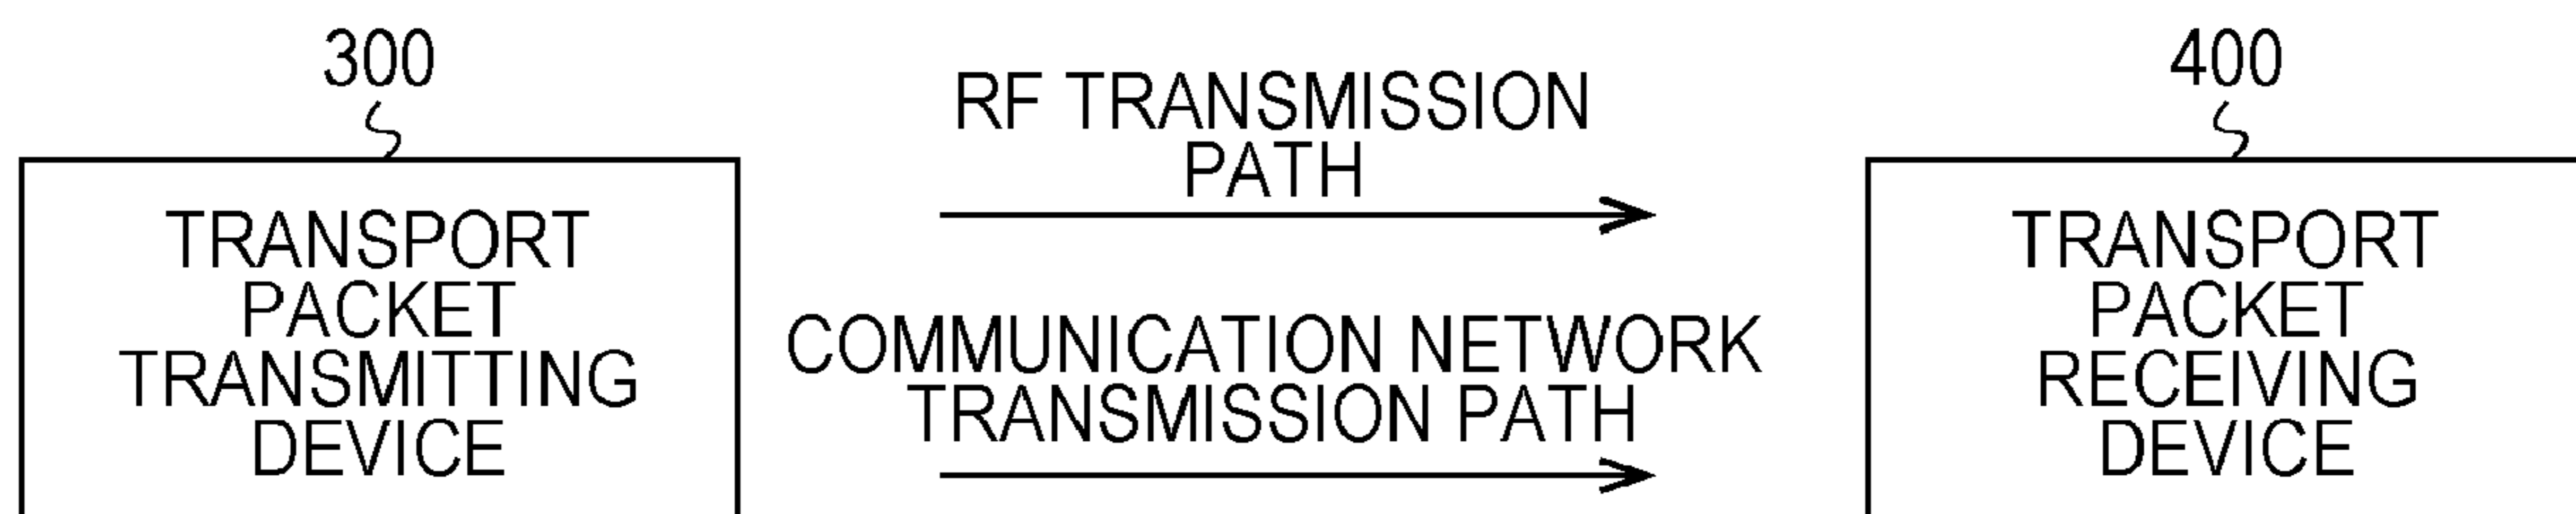 300
TRANSPORT
PACKET
TRANSMITTING
DEVICE
RF TRANSMISSION
PATH
COMMUNICATION NETWORK
TRANSMISSION PATH
400
TRANSPORT
PACKET
RECEIVING
DEVICE